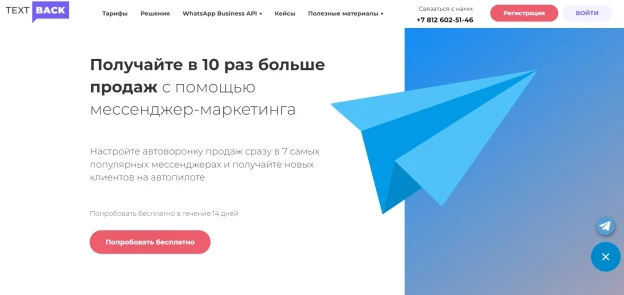 TEXT BACK
Тарифы
Решения
WhatsApp Business API
Кейсы
Полезные материалы
Связаться с нами:
+7 812 602-51-46
Регистрация
ВОЙТИ
Получайте в 10 раз больше
продаж с помощью
мессенджер-маркетинга
Настройте автоворонку продаж сразу в 7 самых
популярных мессенджерах и получайте новых
клиентов на автопилоте
Попробовать бесплатно в течение 14 дней
Попробовать бесплатно